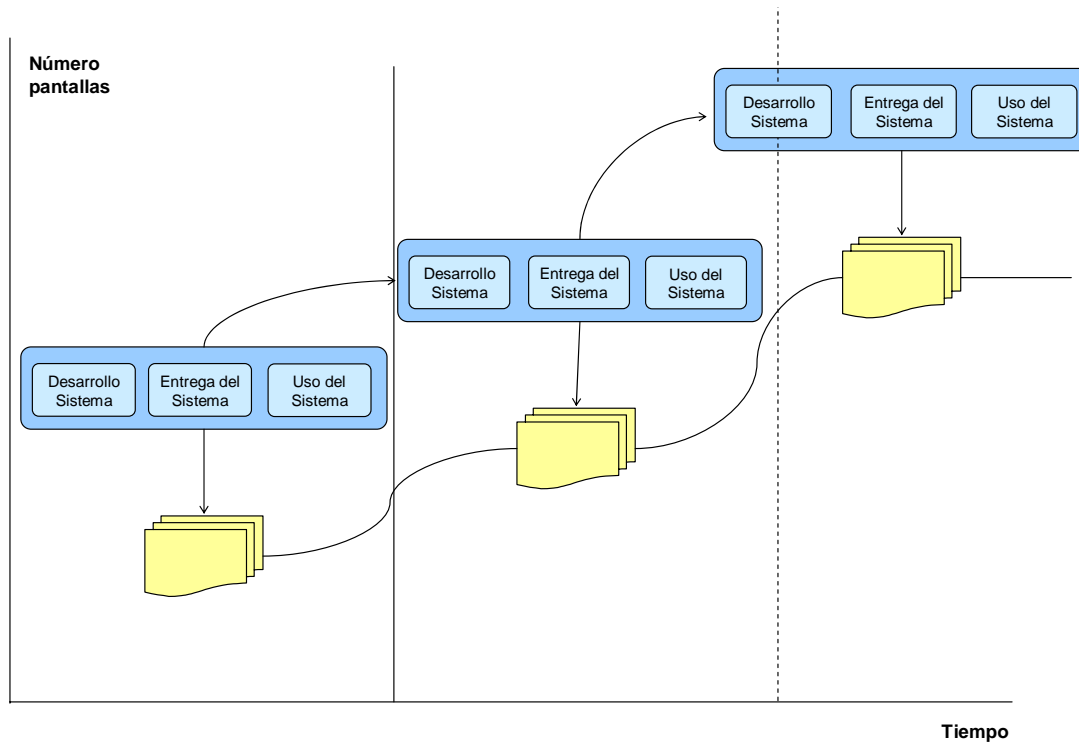 Número
pantallas
Desarrollo
Sistema
Entrega del
Sistema
Uso del
Sistema
Desarrollo
Sistema
Entrega del
Sistema
Uso del
Sistema
Desarrollo
Sistema
Entrega del
Sistema
Uso del
Sistema
Tiempo